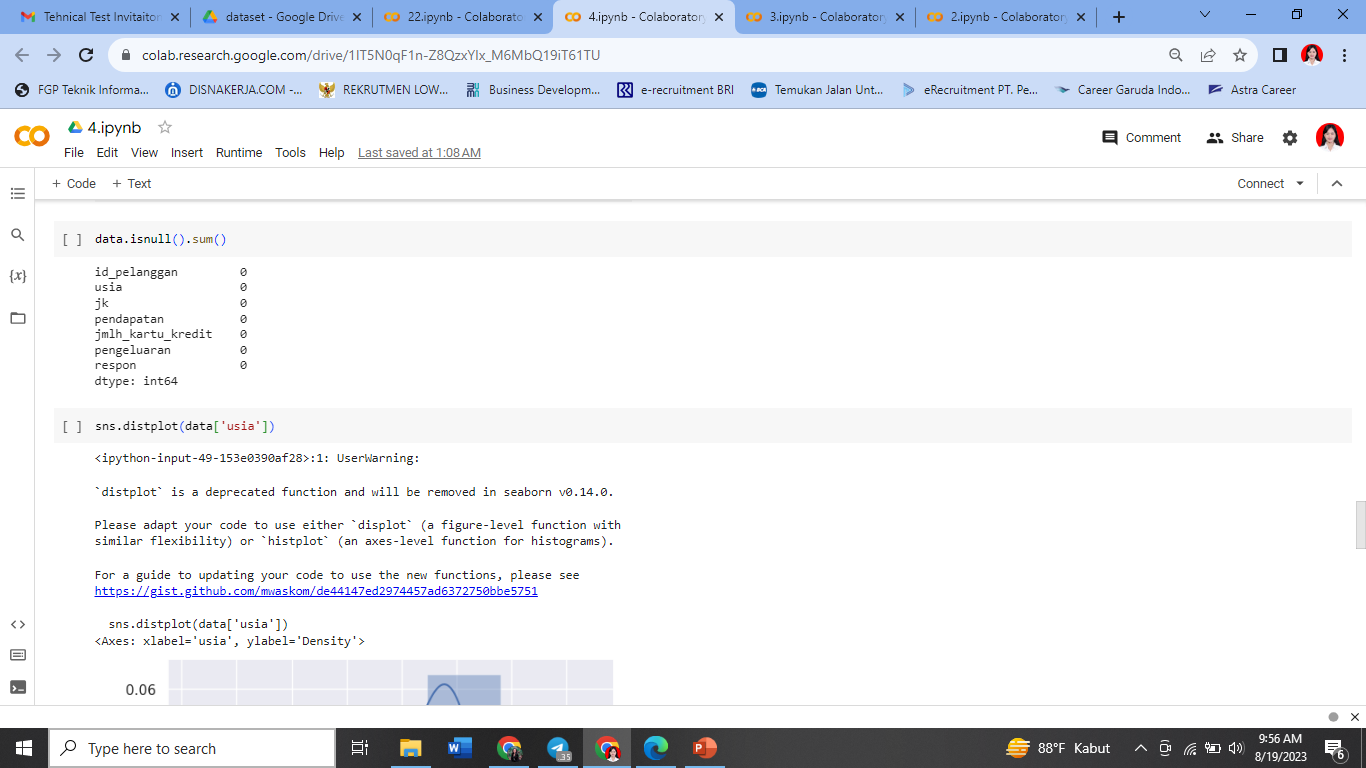 Tehnical Test Invitaiton
dataset - Google Drive
22.ipynb - Colaborato
4.ipynb - Colaboratory
3.ipynb - Colaboratory
2.ipynb - Colaboratory
colab.research.google.com/drive/1IT5N0qF1n-Z8QzxYIx_M6MbQ19iT61TU
FGP Teknik Informa...
DISNAKERJA.COM -...
REKRUTMEN LOW...
Business Developm...
e-recruitment BRI
Temukan Jalan Unt...
eRecruitment PT. Pe...
Career Garuda Indo...
Astra Career
4.ipynb
Comment
Share
File Edit View Insert Runtime Tools Help Last saved at 1:08 AM
+ Code + Text
Connect
[ ] data.isnull().sum()
id_pelanggan 0
usia 0
jk 0
pendapatan 0
jmlh_kartu_kredit 0
pengeluaran 0
respon 0
dtype: int64
[ ] sns.distplot(data['usia'])
<ipython-input-49-153e0390af28>:1: UserWarning:
`distplot` is a deprecated function and will be removed in seaborn v0.14.0.
Please adapt your code to use either `displot` (a figure-level function with
similar flexibility) or `histplot` (an axes-level function for histograms).
For a guide to updating your code to use the new functions, please see
https://gist.github.com/mwaskom/de44147ed2974457ad6372750bbe5751
sns.distplot(data['usia'])
<Axes: xlabel='usia', ylabel='Density'>
0.06
{x}
Type here to search
35
88°F Kabut
9:56 AM
8/19/2023
6